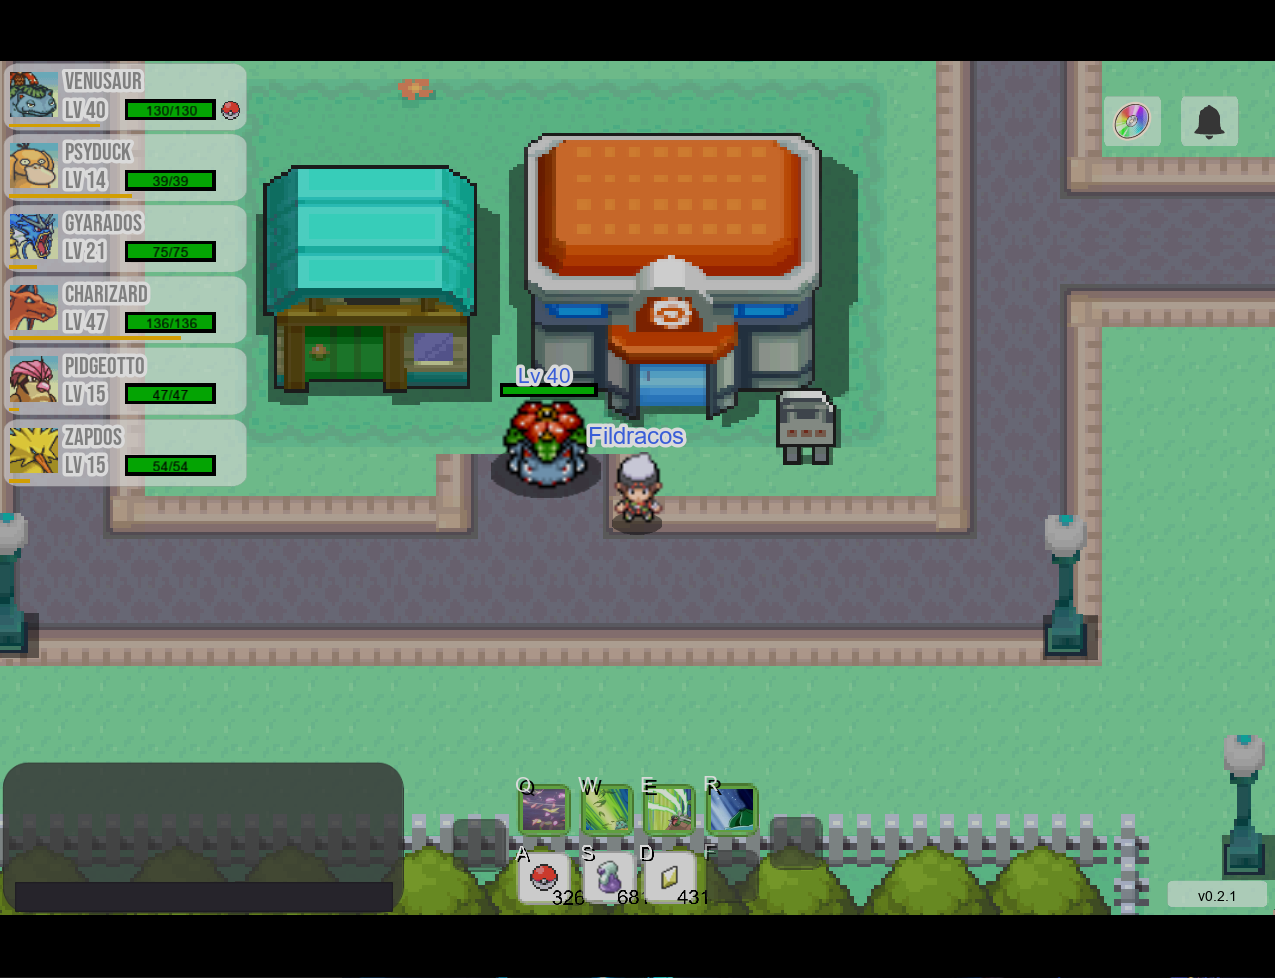 VENUSAUR
LV 40 130/130
PSYDUCK
LV 14 39/39
GYARADOS
LV 21 75/75
CHARIZARD
LV 47 136/136
PIDGEOTTO
LV 15 47/47
ZAPDOS
LV 15 54/54
Lv 40
Fildracos
Q W E R
A S D F
326 681 431
v0.2.1